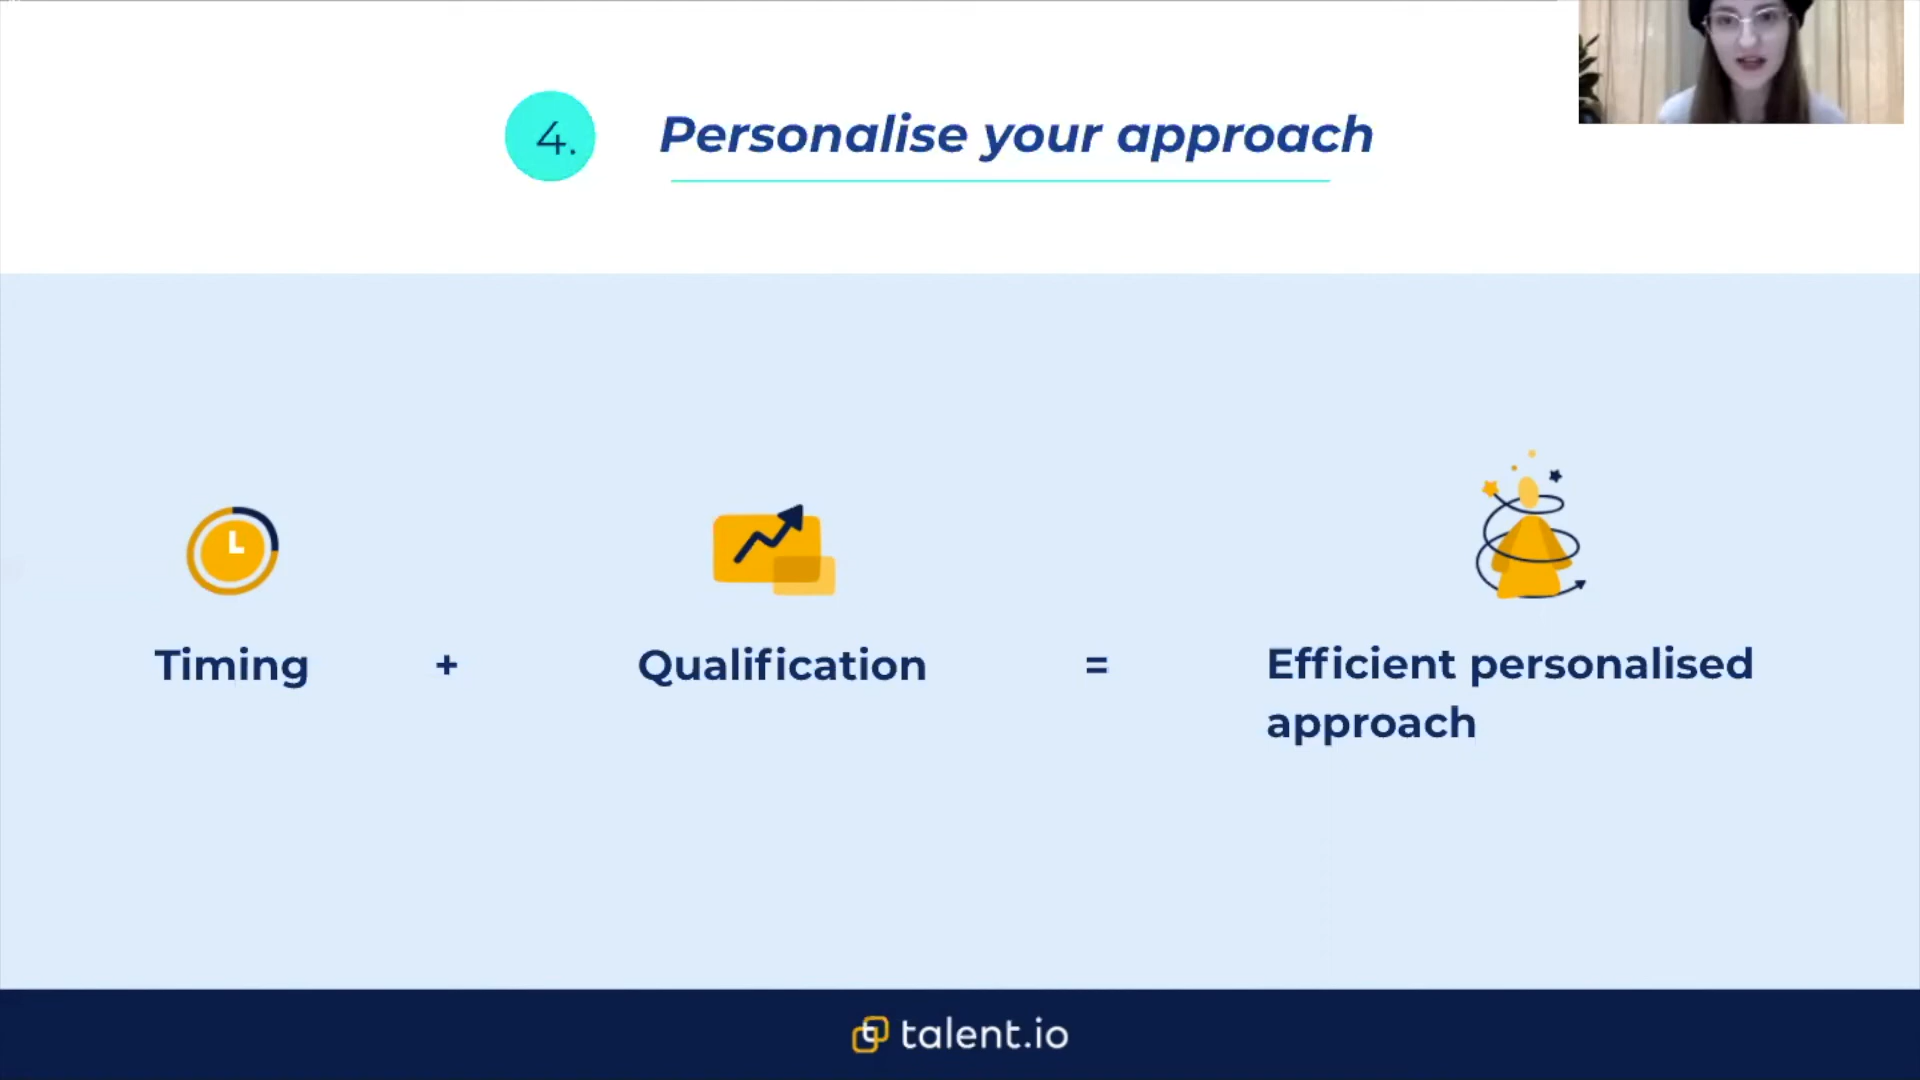 4.
Personalise your approach
Timing + Qualification = Efficient personalised
approach
talent.io